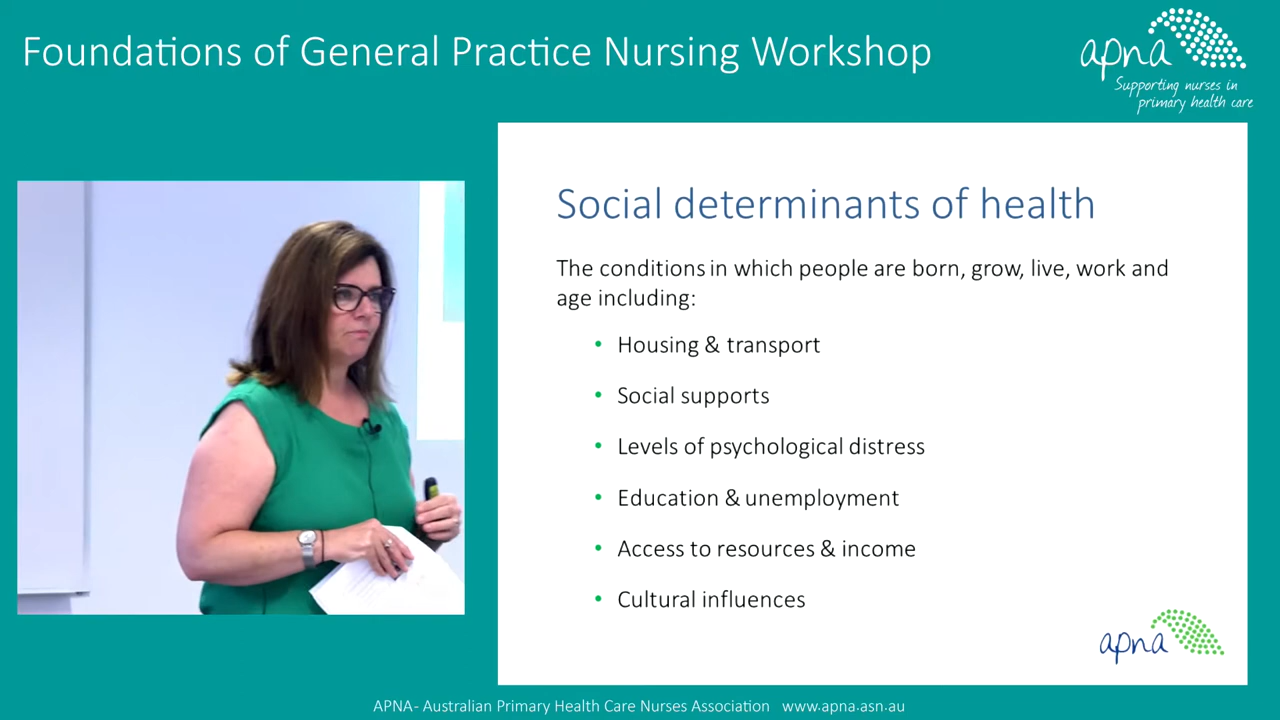 Foundations of General Practice Nursing Workshop
apna
Supporting nurses in
primary health care
Social determinants of health
The conditions in which people are born, grow, live, work and
age including:
• Housing & transport
• Social supports
• Levels of psychological distress
• Education & unemployment
• Access to resources & income
• Cultural influences
apna
APNA- Australian Primary Health Care Nurses Association www.apna.asn.au